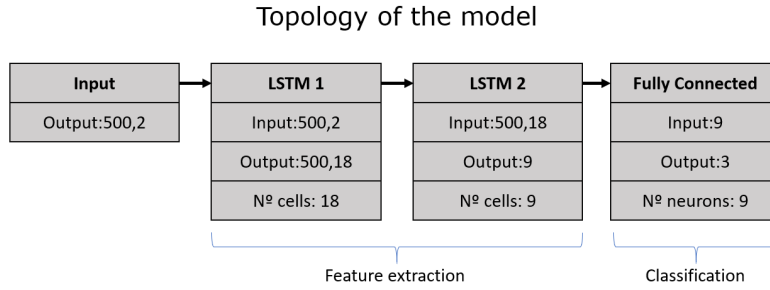 Topology of the model
Input
Output:500,2
LSTM 1
Input:500,2
Output:500,18
Nº cells: 18
LSTM 2
Input:500,18
Output:9
Nº cells: 9
Fully Connected
Input:9
Output:3
Nº neurons: 9
Feature extraction
Classification